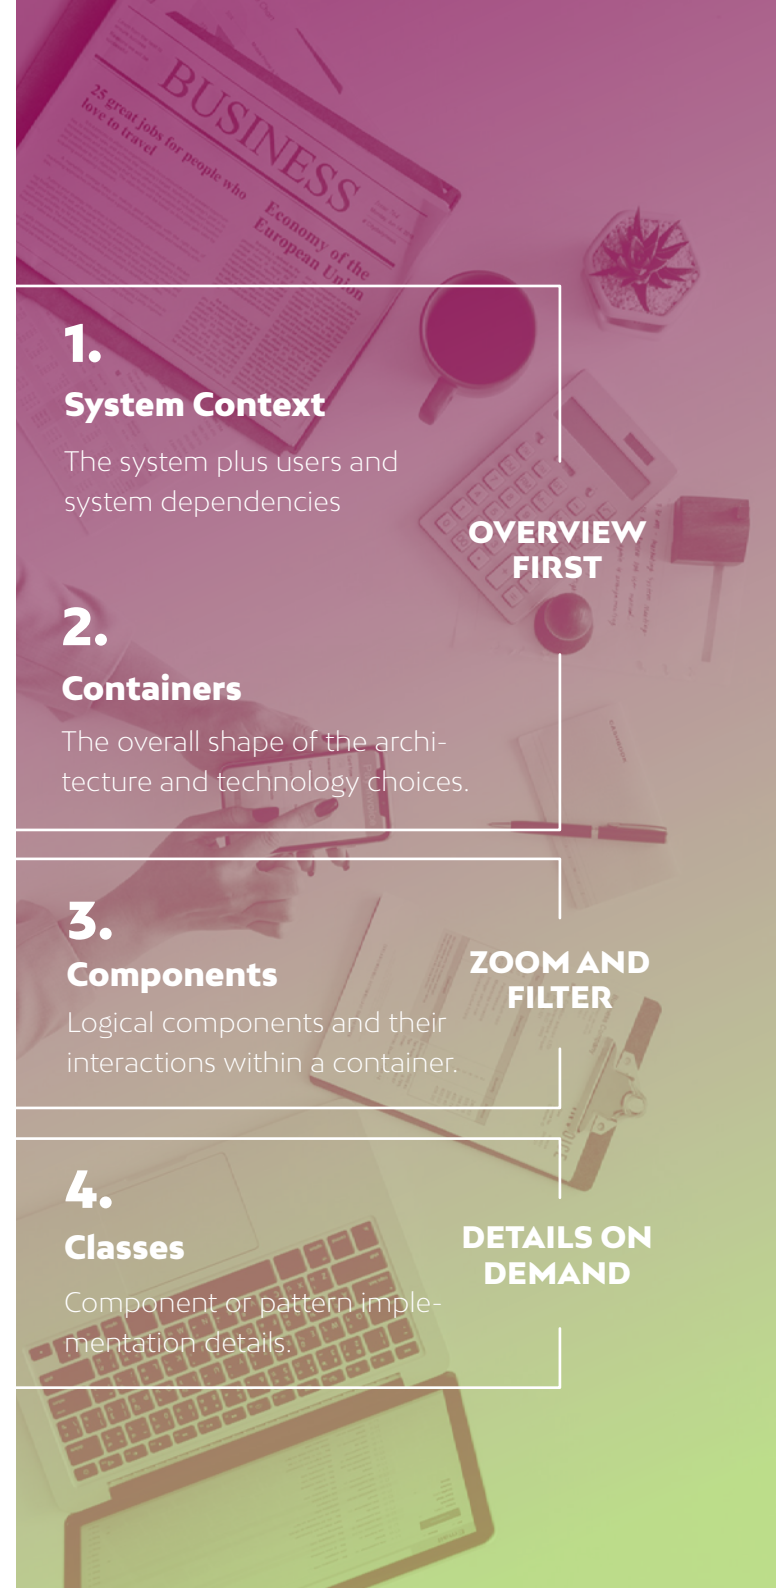 BUSINESS
25 great jobs for people who
love to travel
Economy of the
European Union
1.
System Context
The system plus users and
system dependencies
OVERVIEW
FIRST
2.
Containers
The overall shape of the archi-
tecture and technology choices.
3.
Components
Logical components and their
interactions within a container.
ZOOM AND
FILTER
4.
Classes
Component or pattern imple-
mentation details.
DETAILS ON
DEMAND